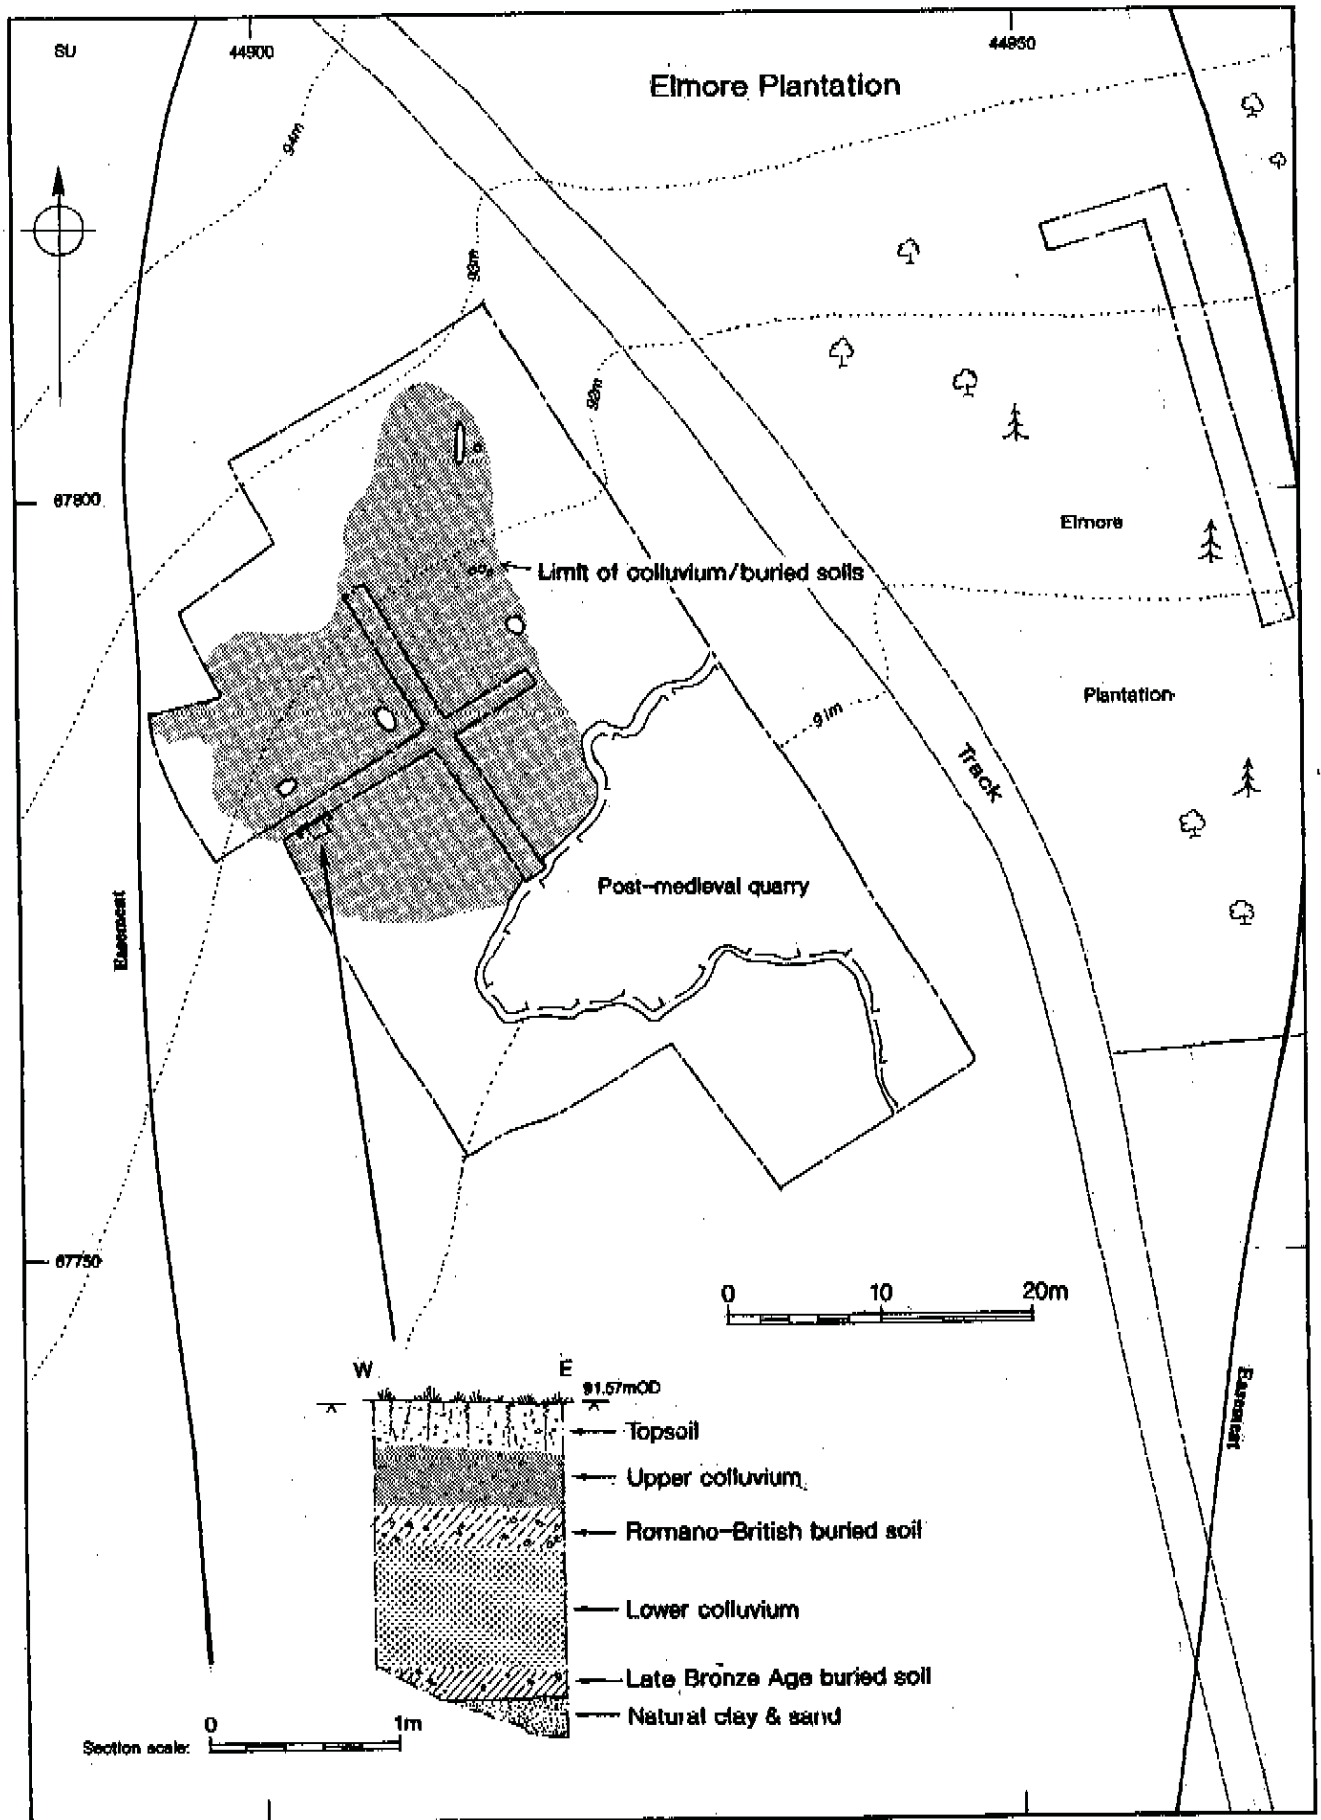 SU
44900
44950
Elmore Plantation
94m
93m
92m
67800
Elmore
Limit of colluvium/buried soils
Plantation
91m
Track
Post-medieval quarry
Easement
67750
0 10 20m
W E
91.57mOD
Easement
Topsoil
Upper colluvium
Romano-British buried soil
Lower colluvium
Late Bronze Age buried soil
Natural clay & sand
0 1m
Section scale: